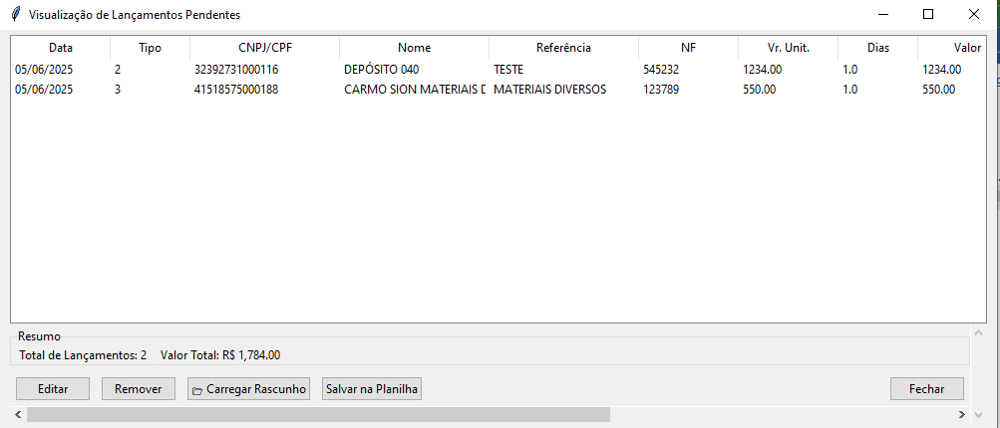 Visualização de Lançamentos Pendentes
Data Tipo CNPJ/CPF Nome Referência NF Vr. Unit. Dias Valor
05/06/2025 2 32392731000116 DEPÓSITO 040 TESTE 545232 1234.00 1.0 1234.00
05/06/2025 3 41518575000188 CARMO SION MATERIAIS D MATERIAIS DIVERSOS 123789 550.00 1.0 550.00
Resumo
Total de Lançamentos: 2 Valor Total: R$ 1,784.00
Editar Remover Carregar Rascunho Salvar na Planilha Fechar